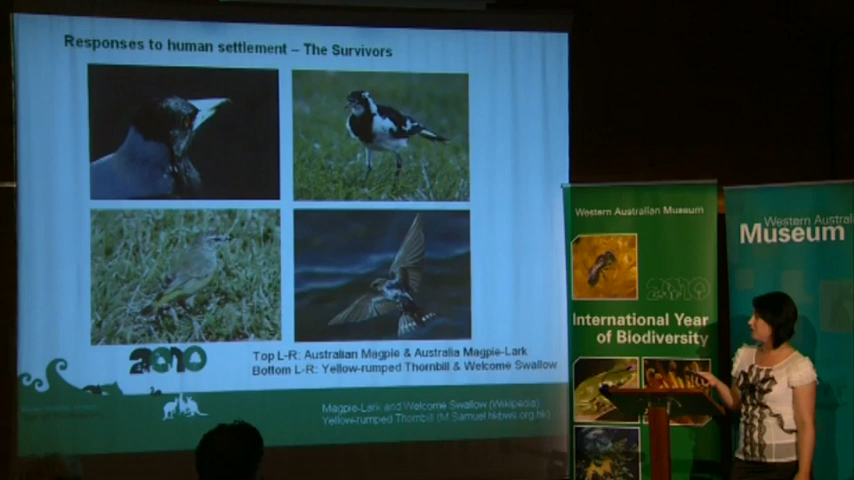 Responses to human settlement – The Survivors
2010
Top L-R: Australian Magpie & Australia Magpie-Lark
Bottom L-R: Yellow-rumped Thornbill & Welcome Swallow
Magpie-Lark and Welcome Swallow (Wikipedia)
Yellow-rumped Thornbill (M Samuel hkbws.org.hk)
Western Australian Museum
2010
International Year
of Biodiversity
Western Austral
Museum